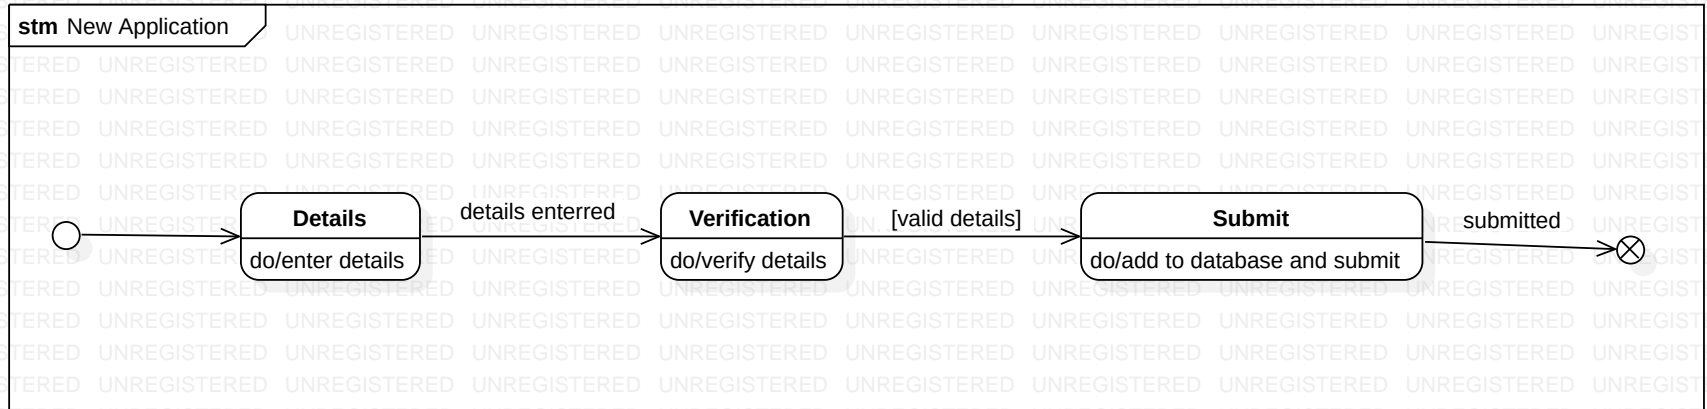 stm New Application
Details
do/enter details
details enterred
Verification
do/verify details
[valid details]
Submit
do/add to database and submit
submitted
UNREGISTERED